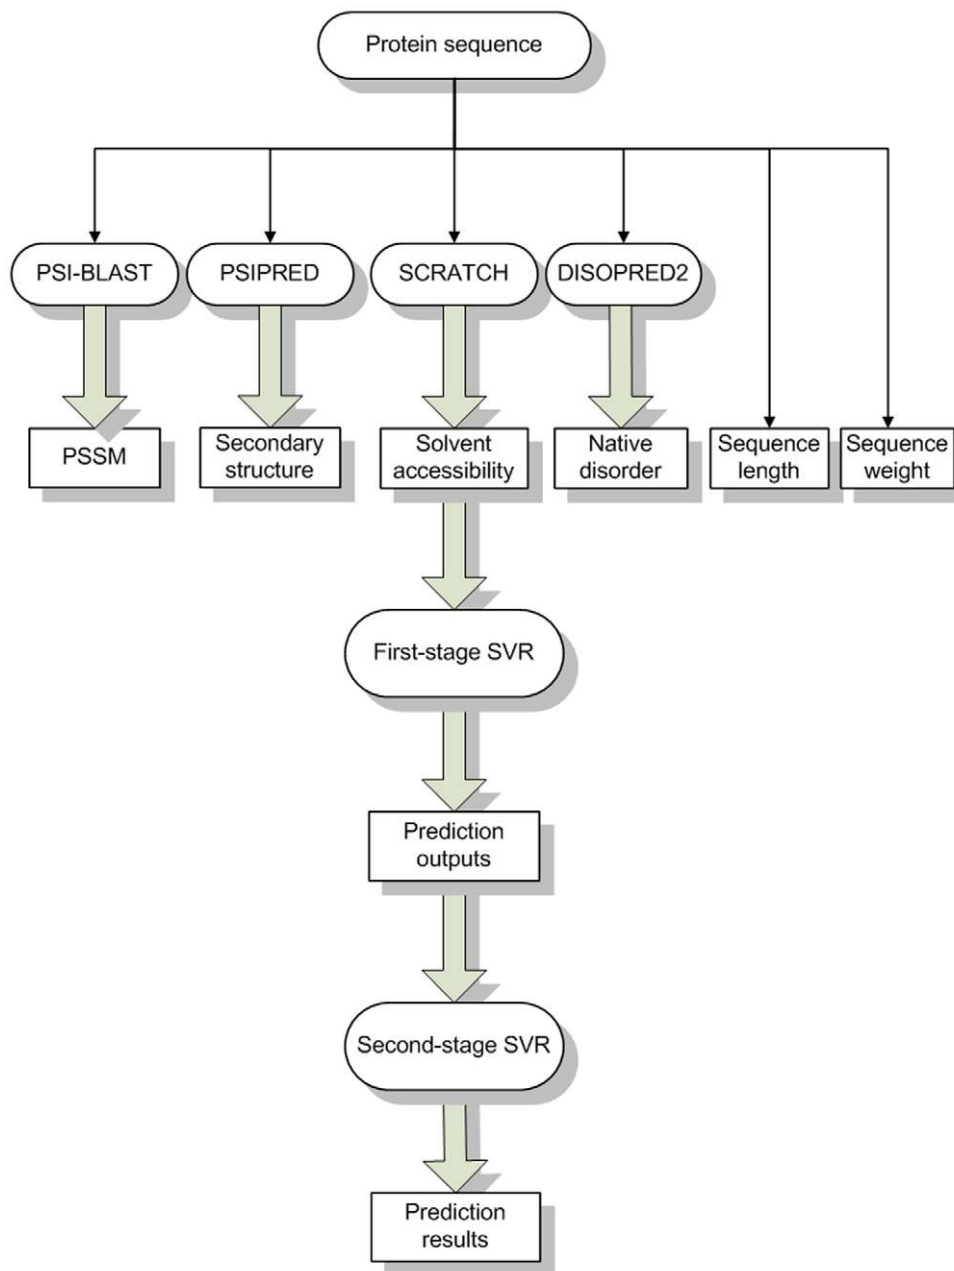 Protein sequence
PSI-BLAST
PSIPRED
SCRATCH
DISOPRED2
PSSM
Secondary
structure
Solvent
accessibility
Native
disorder
Sequence
length
Sequence
weight
First-stage SVR
Prediction
outputs
Second-stage SVR
Prediction
results